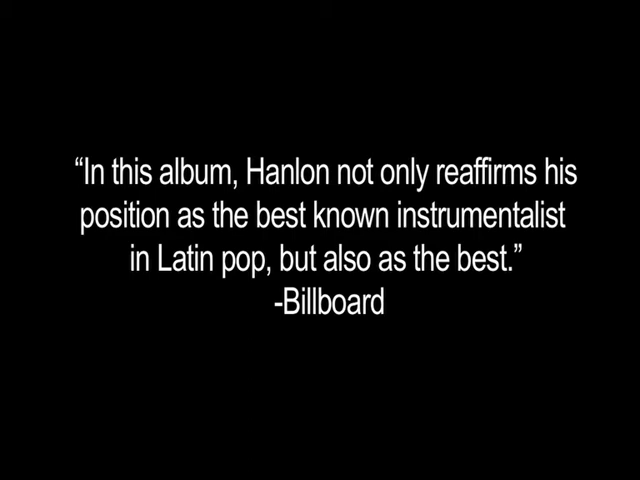 “In this album, Hanlon not only reaffirms his
position as the best known instrumentalist
in Latin pop, but also as the best.”
-Billboard